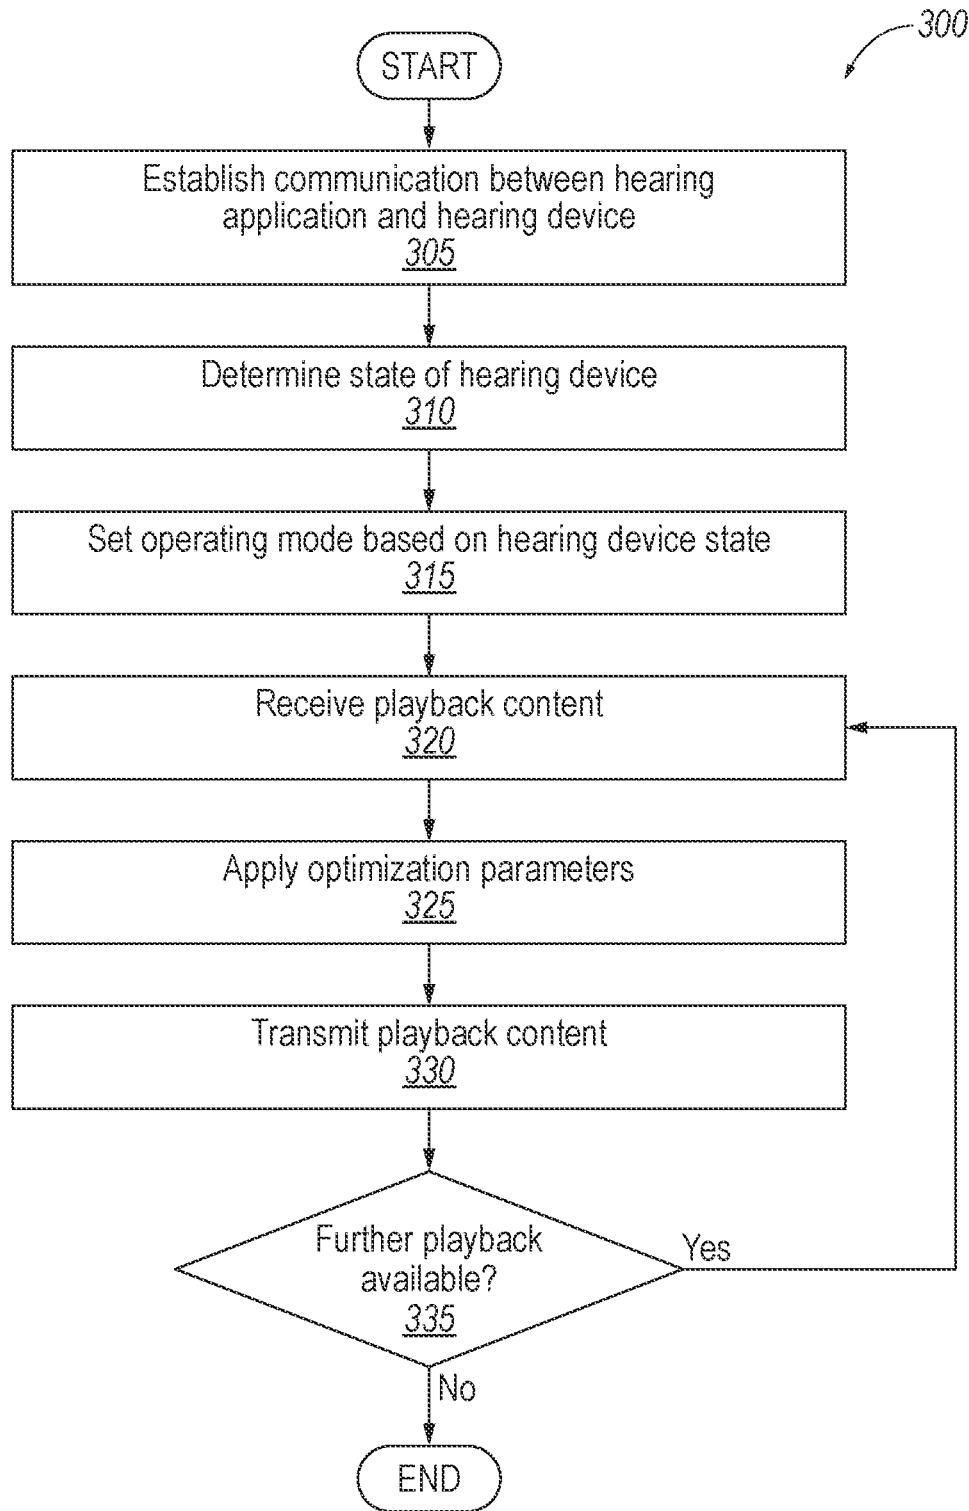 300
START
Establish communication between hearing
application and hearing device
305
Determine state of hearing device
310
Set operating mode based on hearing device state
315
Receive playback content
320
Apply optimization parameters
325
Transmit playback content
330
Further playback
available?
335
Yes
No
END